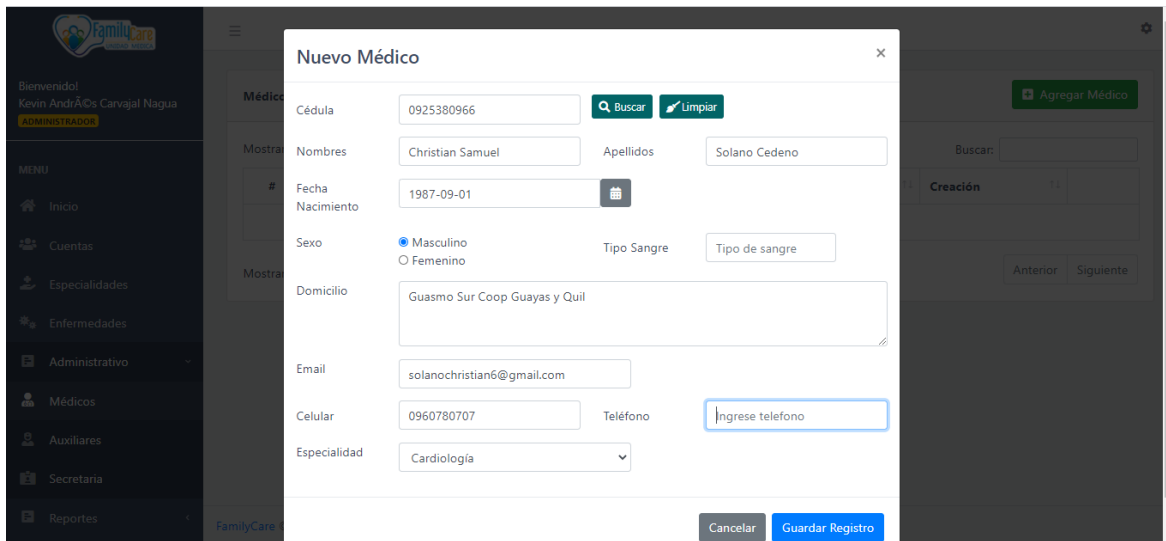 FamilyCare
UNIDAD MÉDICA
Bienvenido!
Kevin AndrÃ©s Carvajal Nagua
ADMINISTRADOR
MENU
Inicio
Cuentas
Especialidades
Enfermedades
Administrativo
Médicos
Auxiliares
Secretaria
Reportes
Agregar Médico
Buscar:
#
Creación
Anterior Siguiente
FamilyCare
Nuevo Médico ×
Cédula 0925380966 Buscar Limpiar
Nombres Christian Samuel Apellidos Solano Cedeno
Fecha
Nacimiento 1987-09-01
Sexo Masculino Tipo Sangre Tipo de sangre
Femenino
Domicilio Guasmo Sur Coop Guayas y Quil
Email solanochristian6@gmail.com
Celular 0960780707 Teléfono Ingrese telefono
Especialidad Cardiología
Cancelar Guardar Registro